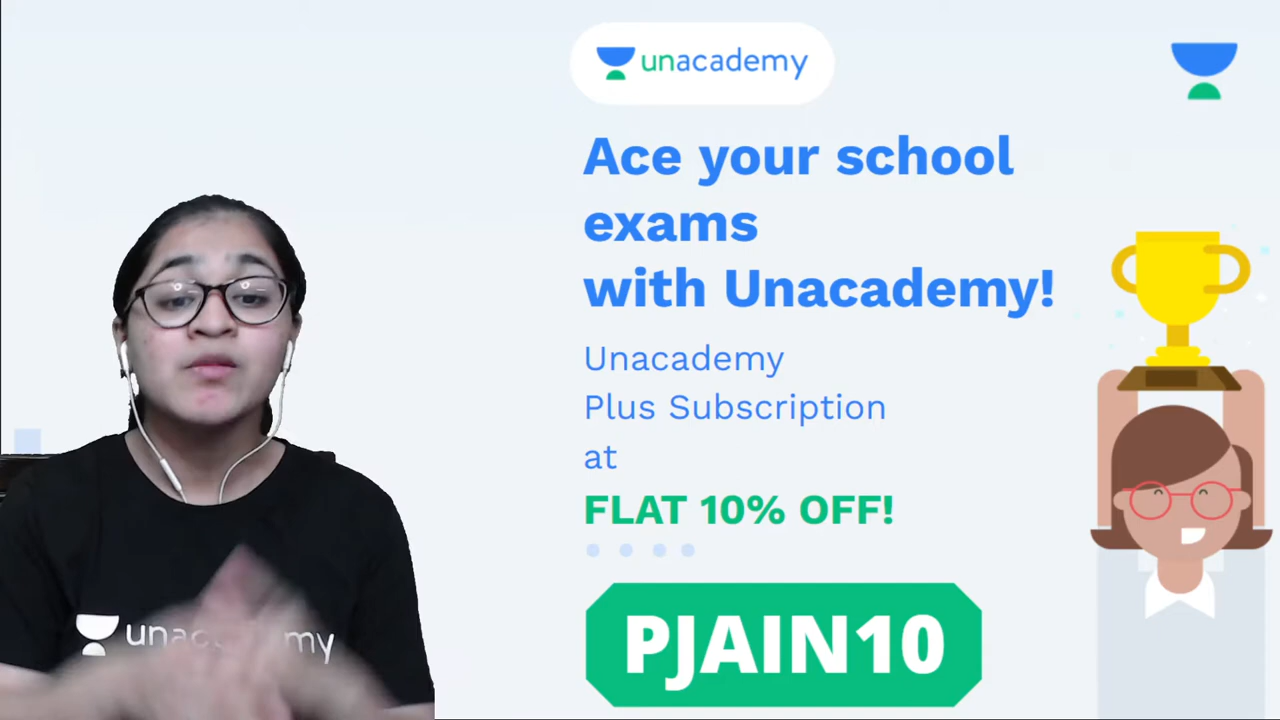 unacademy
Ace your school
exams
with Unacademy!
Unacademy
Plus Subscription
at
FLAT 10% OFF!
PJAIN10